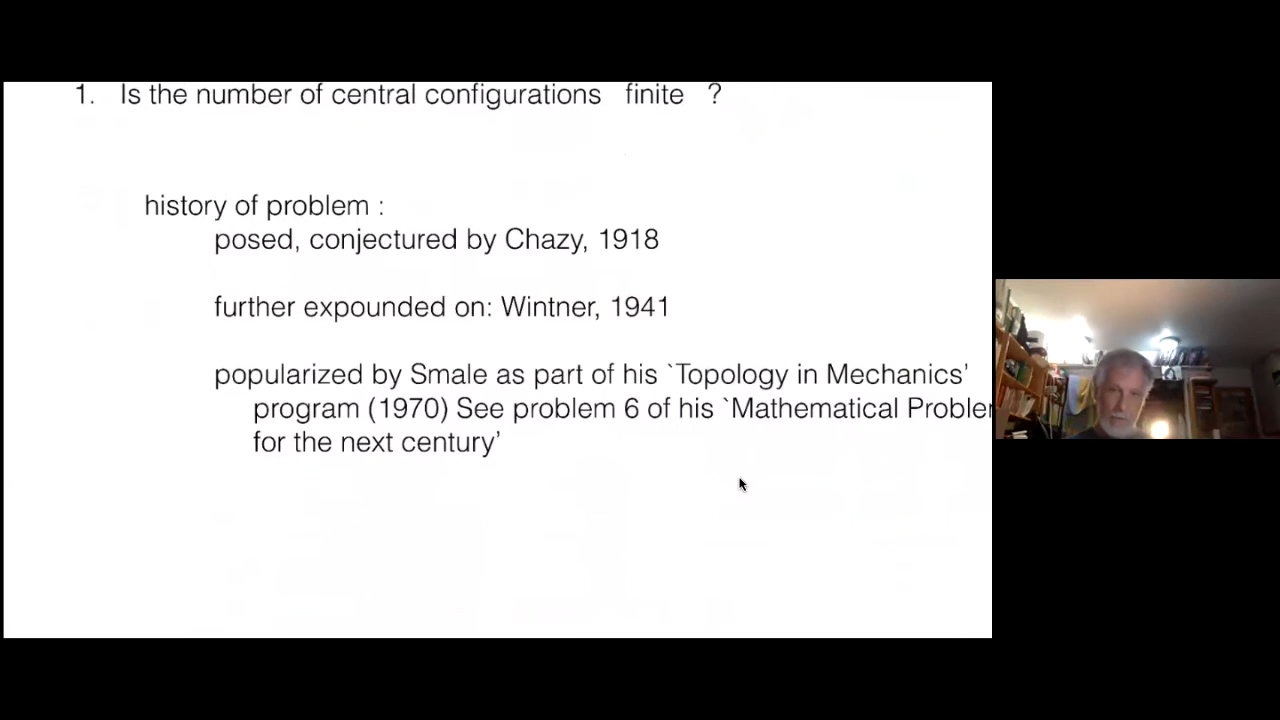 1. Is the number of central configurations finite ?
history of problem :
posed, conjectured by Chazy, 1918
further expounded on: Wintner, 1941
popularized by Smale as part of his `Topology in Mechanics'
program (1970) See problem 6 of his `Mathematical Problem
for the next century'